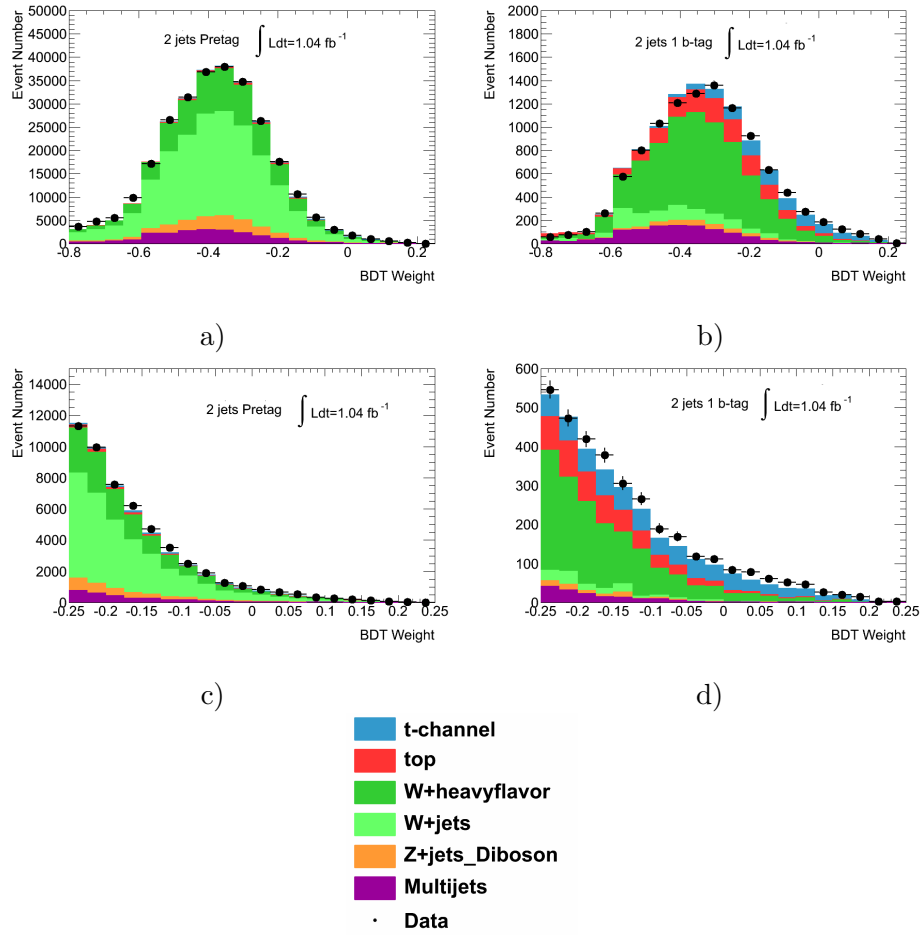 Event Number
50000
45000
40000
35000
30000
25000
20000
15000
10000
5000
0
2 jets Pretag ∫ Ldt=1.04 fb⁻¹
-0.8 -0.6 -0.4 -0.2 0 0.2
BDT Weight
a)
Event Number
2000
1800
1600
1400
1200
1000
800
600
400
200
0
2 jets 1 b-tag ∫ Ldt=1.04 fb⁻¹
-0.8 -0.6 -0.4 -0.2 0 0.2
BDT Weight
b)
Event Number
14000
12000
10000
8000
6000
4000
2000
0
2 jets Pretag ∫ Ldt=1.04 fb⁻¹
-0.25 -0.2 -0.15 -0.1 -0.05 0 0.05 0.1 0.15 0.2 0.25
BDT Weight
c)
Event Number
600
500
400
300
200
100
0
2 jets 1 b-tag ∫ Ldt=1.04 fb⁻¹
-0.25 -0.2 -0.15 -0.1 -0.05 0 0.05 0.1 0.15 0.2 0.25
BDT Weight
d)
t-channel
top
W+heavyflavor
W+jets
Z+jets_Diboson
Multijets
Data